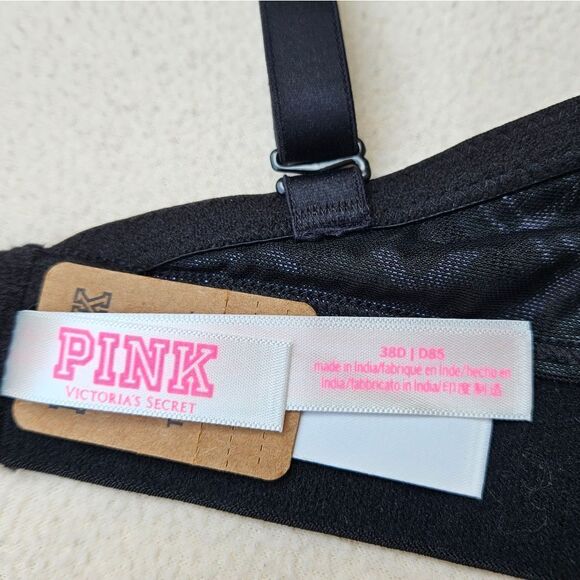 PINK
VICTORIA'S SECRET
38D | D85
made in India/fabriqué en Inde/hecho en
India/fabbricato in India/印度制造